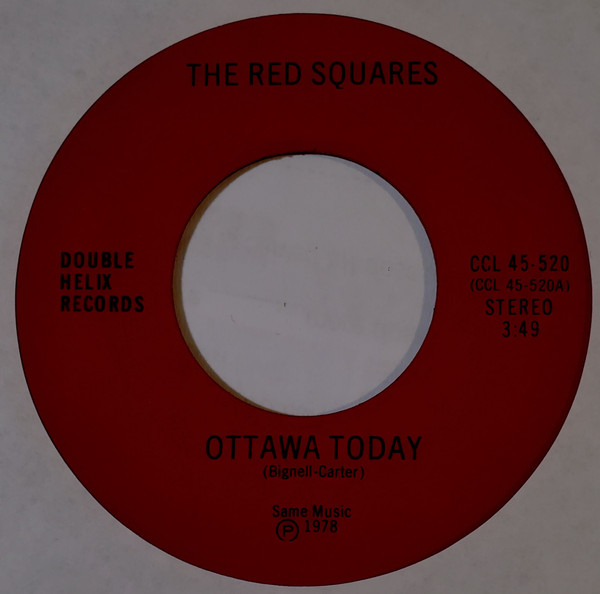 THE RED SQUARES
DOUBLE
HELIX
RECORDS
CCL 45-520
(CCL 45-520A)
STEREO
3:49
OTTAWA TODAY
(Bignell-Carter)
Same Music
Ⓟ 1978